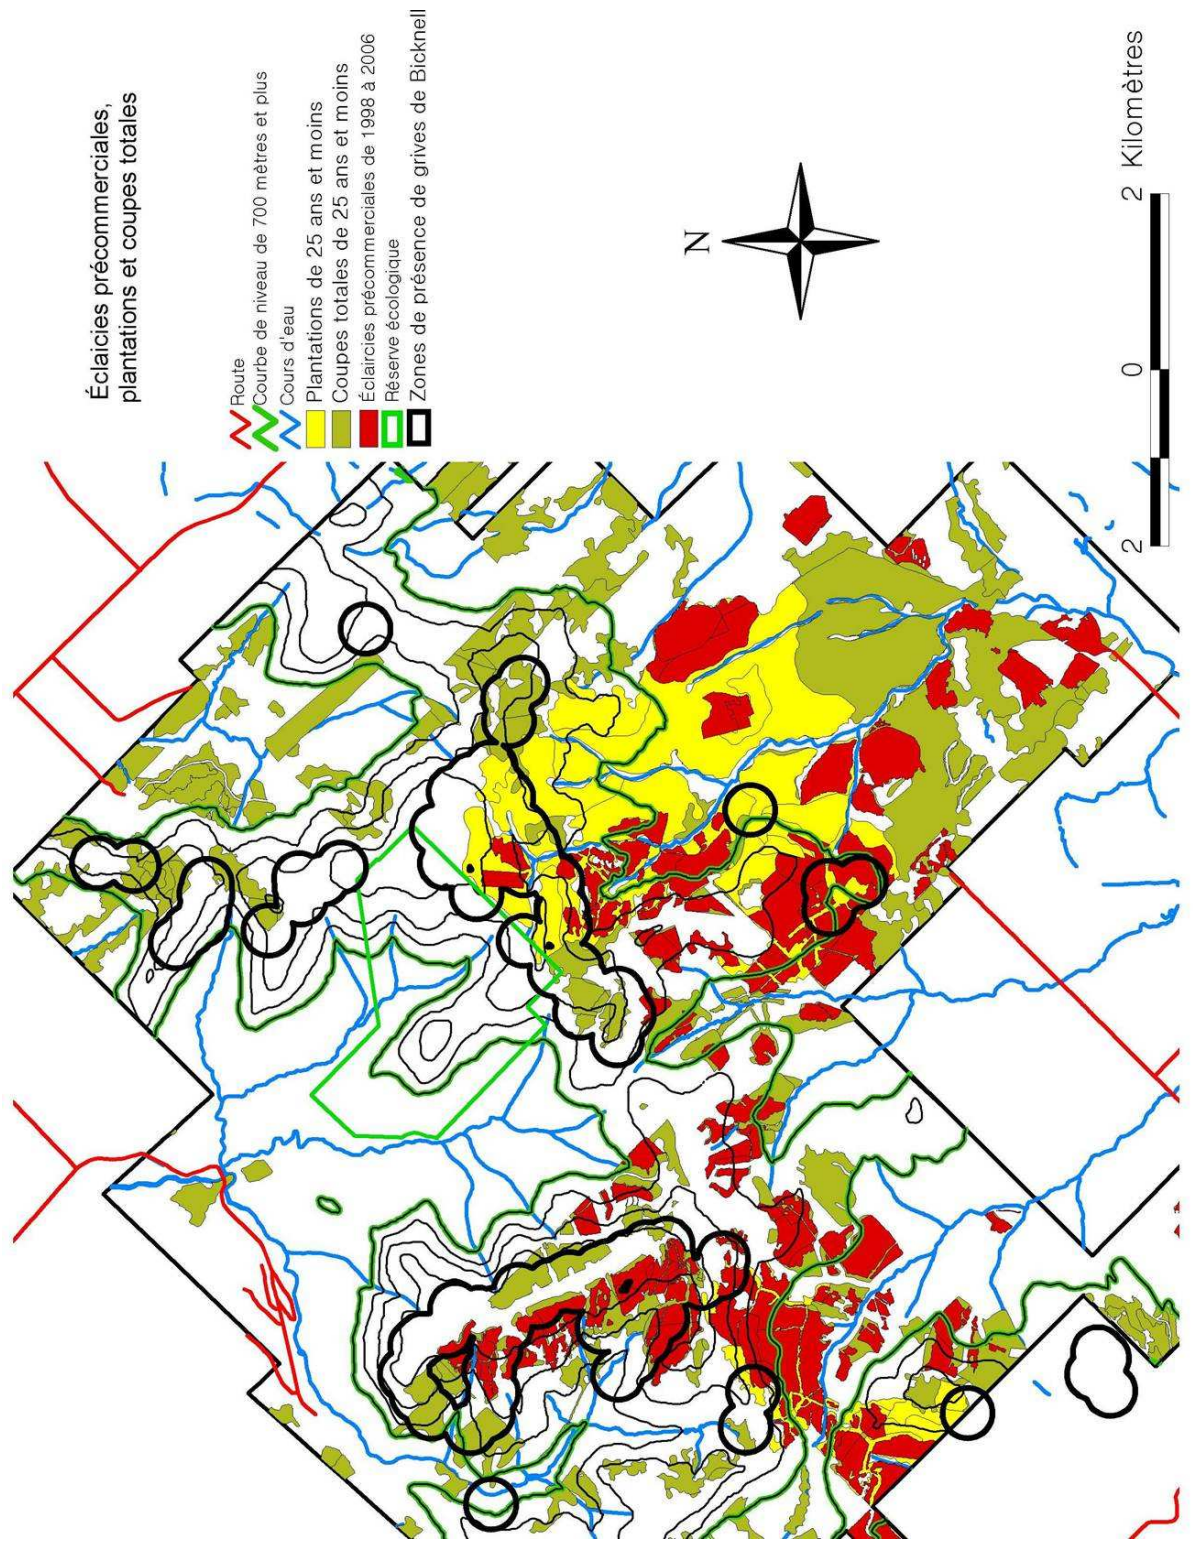 Éclaicies précommerciales,
plantations et coupes totales
Route
Courbe de niveau de 700 mètres et plus
Cours d'eau
Plantations de 25 ans et moins
Coupes totales de 25 ans et moins
Éclaircies précommerciales de 1998 à 2006
Réserve écologique
Zones de présence de grives de Bicknell
N
2 0 2 Kilomètres